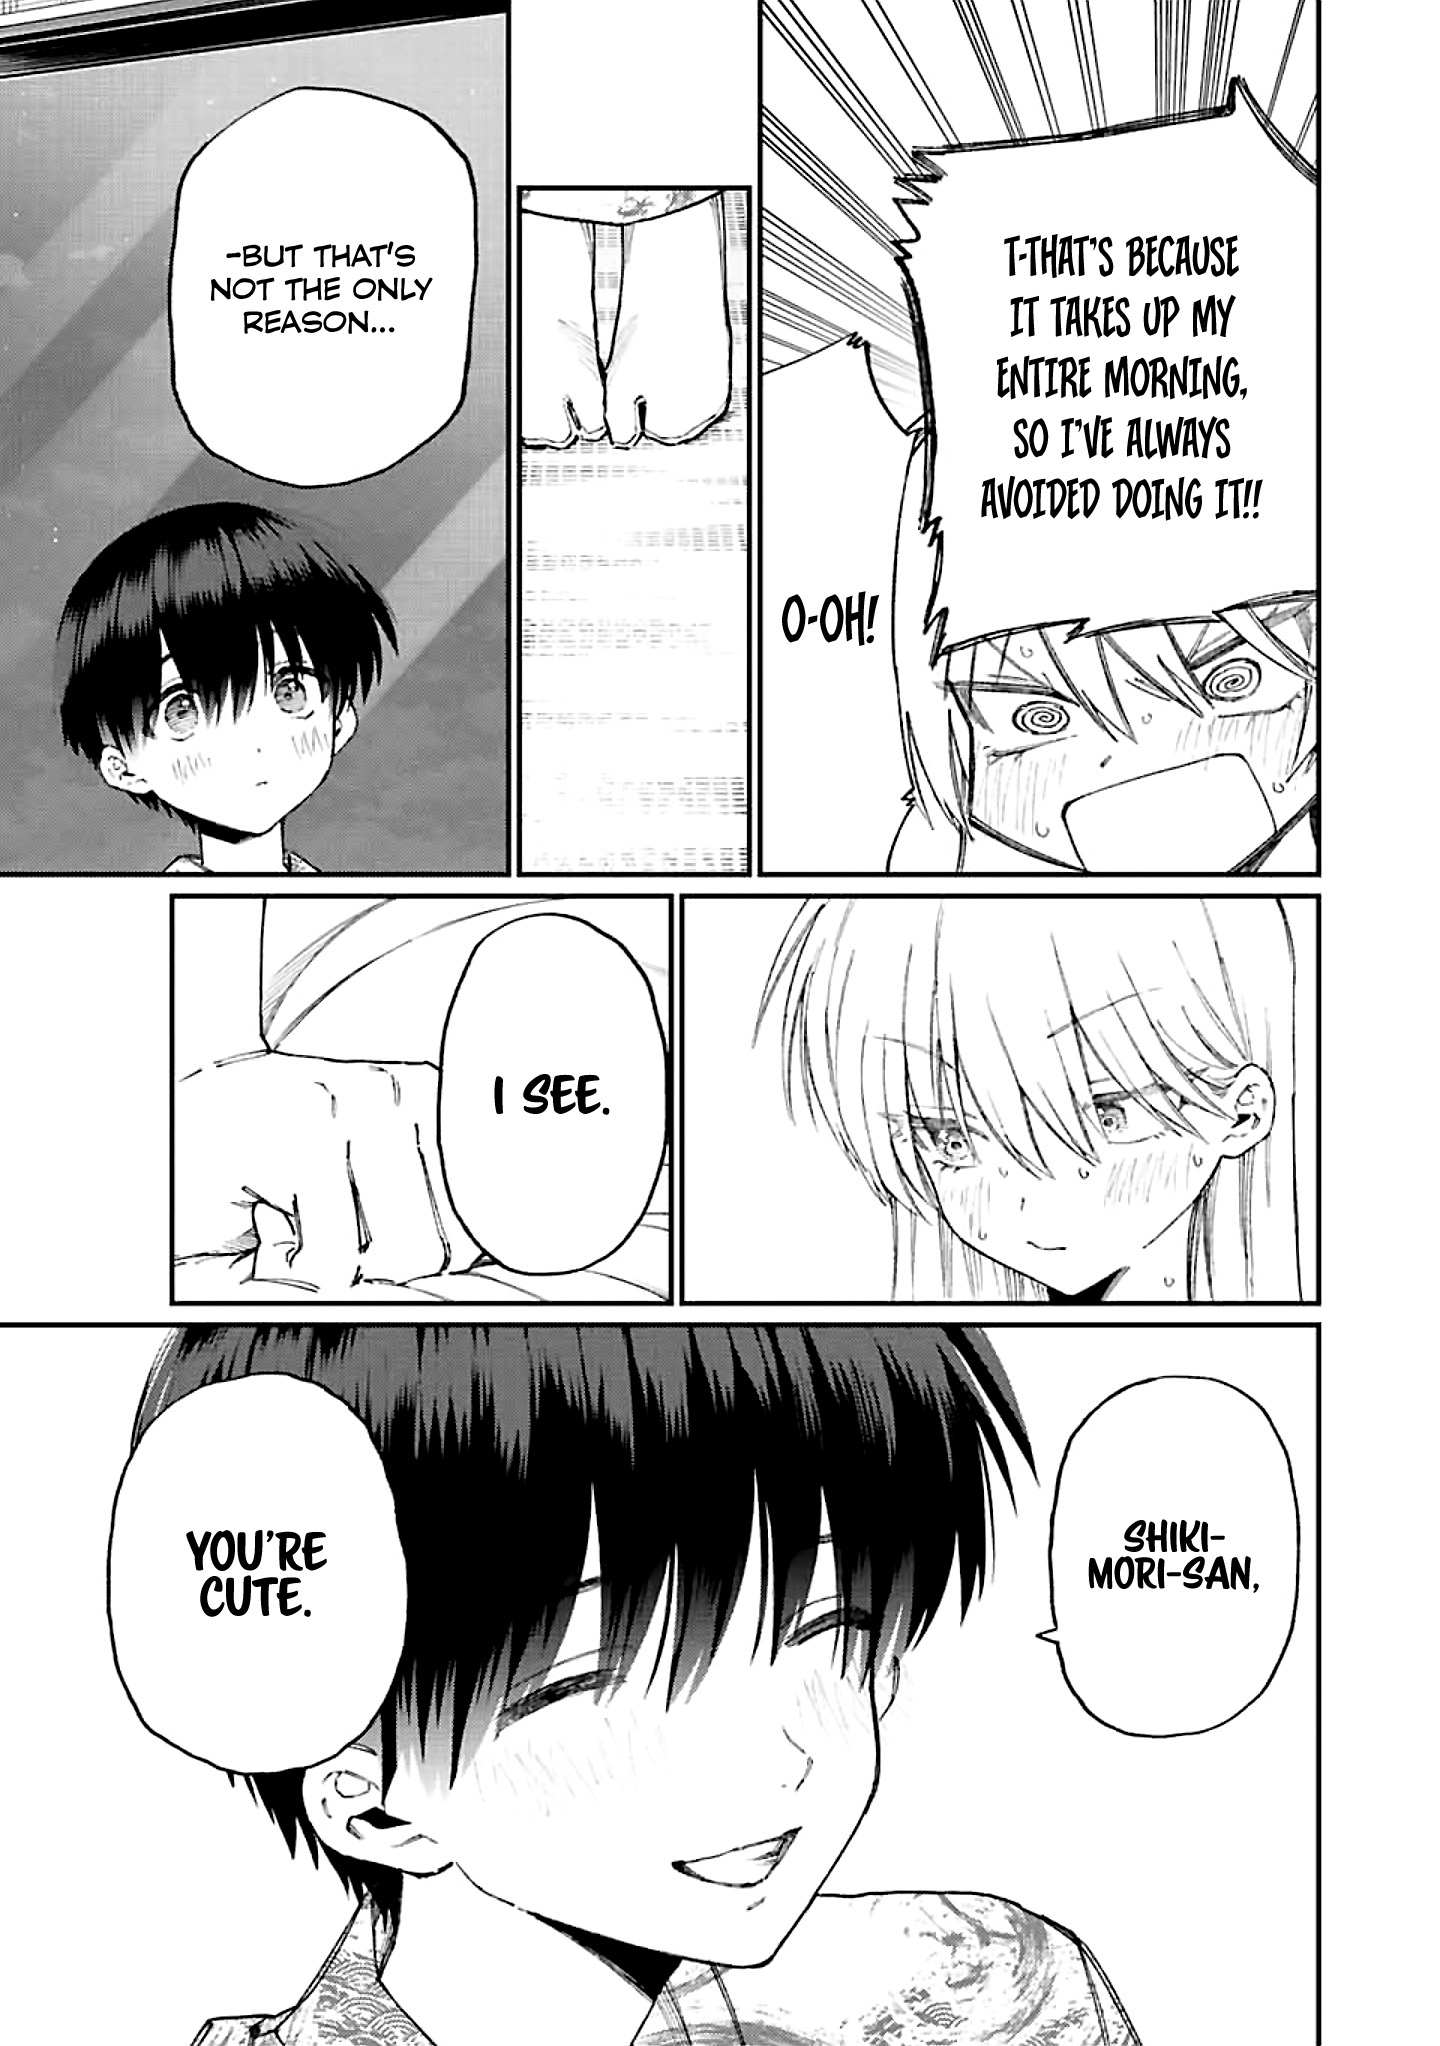 T-THAT'S BECAUSE
IT TAKES UP MY
ENTIRE MORNING,
SO I'VE ALWAYS
AVOIDED DOING IT!!
O-OH!
-BUT THAT'S
NOT THE ONLY
REASON...
I SEE.
SHIKI-
MORI-SAN,
YOU'RE
CUTE.